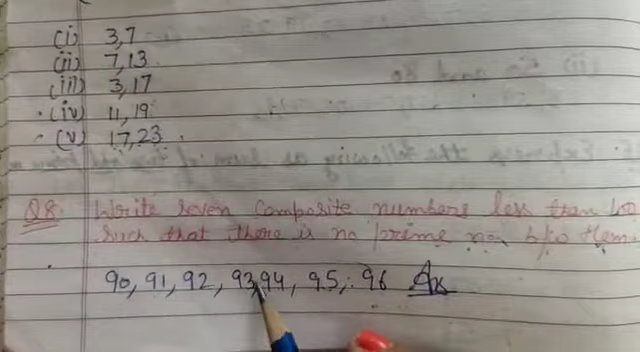 (i) 3,7
(ii) 7,13
(iii) 3,17
(iv) 11,19
(v) 17,23.
Q8. Write seven composite numbers less than
such that there is no prime no. b/w them.
90, 91, 92, 93, 94, 95, 96 Ans